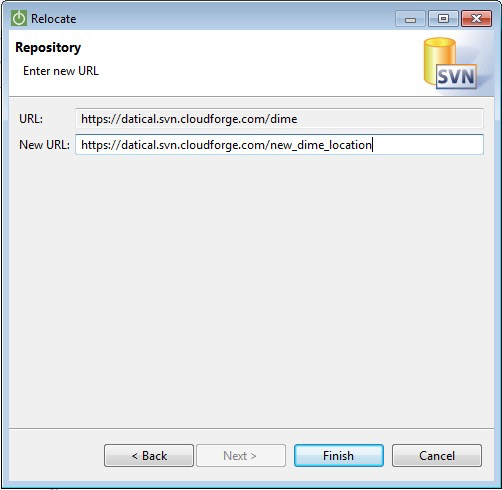 Relocate
Repository
Enter new URL
SVN
URL: https://datical.svn.cloudforge.com/dime
New URL: https://datical.svn.cloudforge.com/new_dime_location
< Back Next > Finish Cancel